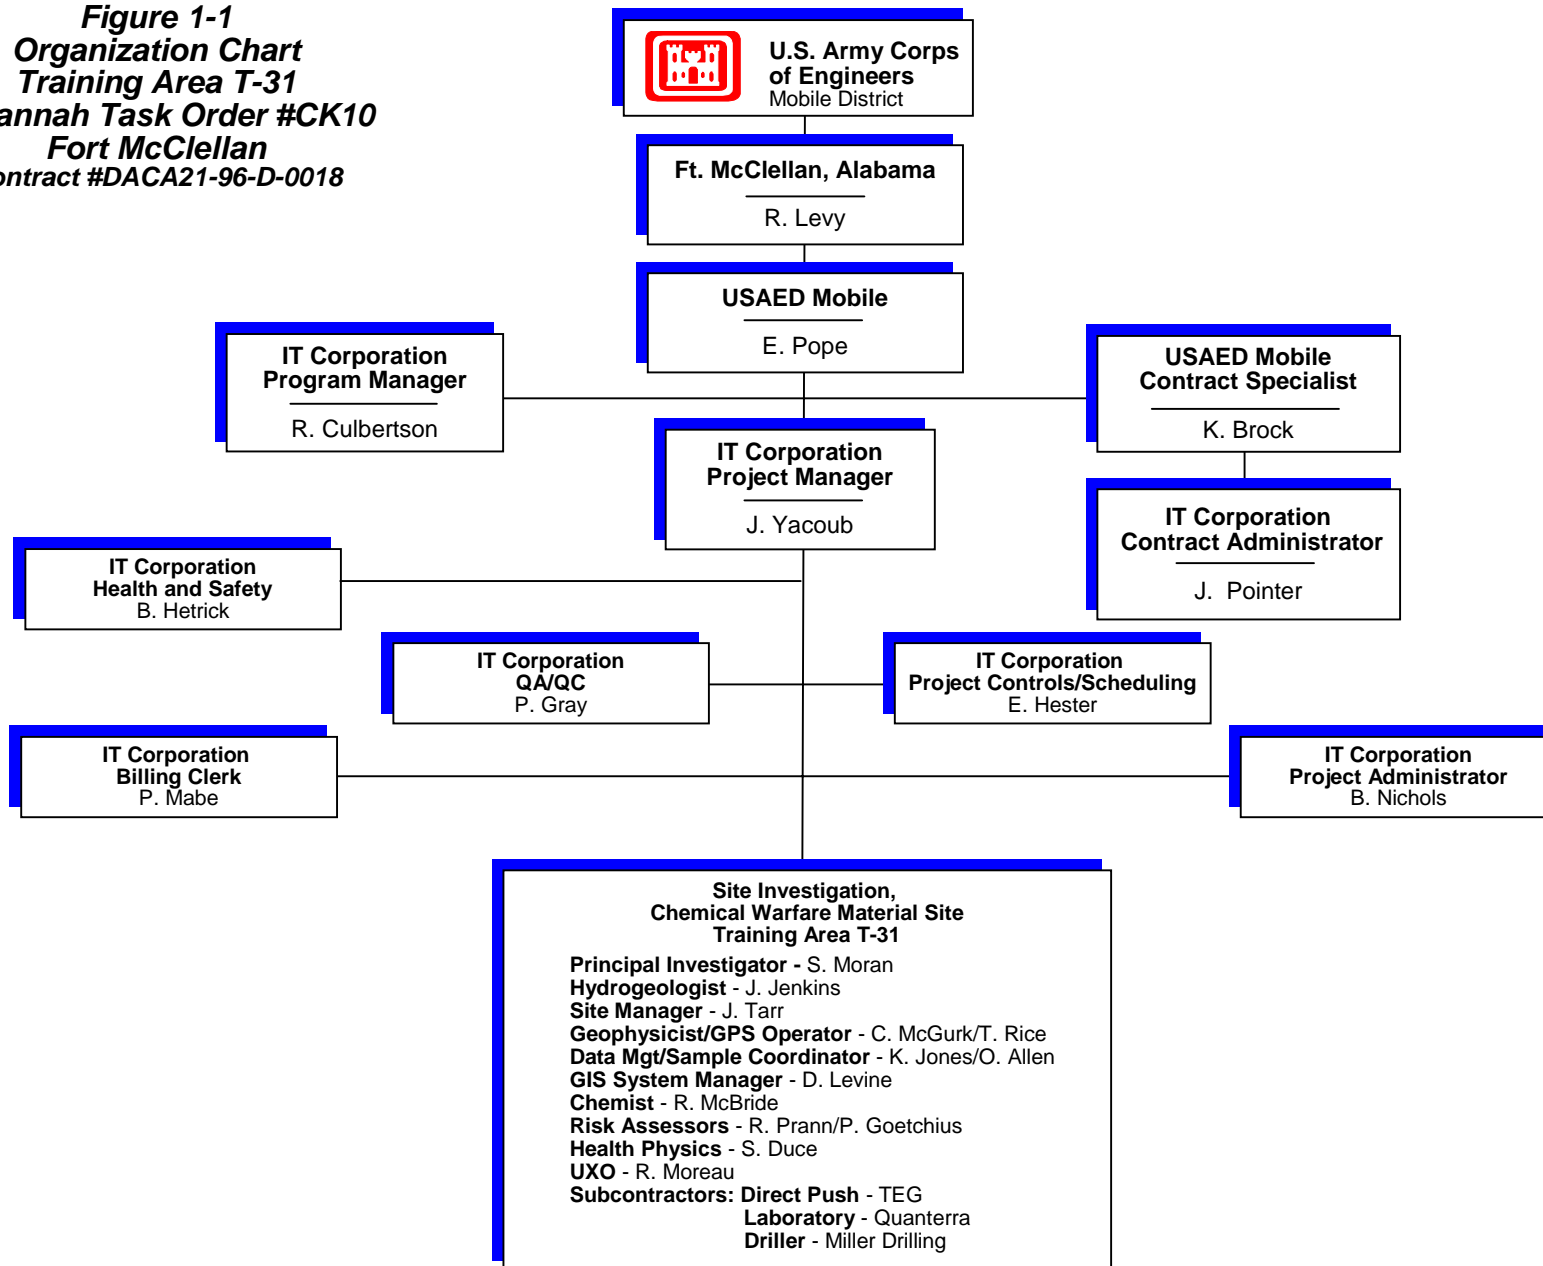 Figure 1-1
Organization Chart
Training Area T-31
annah Task Order #CK10
Fort McClellan
ontract #DACA21-96-D-0018
U.S. Army Corps
of Engineers
Mobile District
Ft. McClellan, Alabama
R. Levy
USAED Mobile
E. Pope
IT Corporation
Program Manager
R. Culbertson
USAED Mobile
Contract Specialist
K. Brock
IT Corporation
Project Manager
J. Yacoub
IT Corporation
Contract Administrator
J. Pointer
IT Corporation
Health and Safety
B. Hetrick
IT Corporation
QA/QC
P. Gray
IT Corporation
Project Controls/Scheduling
E. Hester
IT Corporation
Billing Clerk
P. Mabe
IT Corporation
Project Administrator
B. Nichols
Site Investigation,
Chemical Warfare Material Site
Training Area T-31
Principal Investigator - S. Moran
Hydrogeologist - J. Jenkins
Site Manager - J. Tarr
Geophysicist/GPS Operator - C. McGurk/T. Rice
Data Mgt/Sample Coordinator - K. Jones/O. Allen
GIS System Manager - D. Levine
Chemist - R. McBride
Risk Assessors - R. Prann/P. Goetchius
Health Physics - S. Duce
UXO - R. Moreau
Subcontractors: Direct Push - TEG
Laboratory - Quanterra
Driller - Miller Drilling